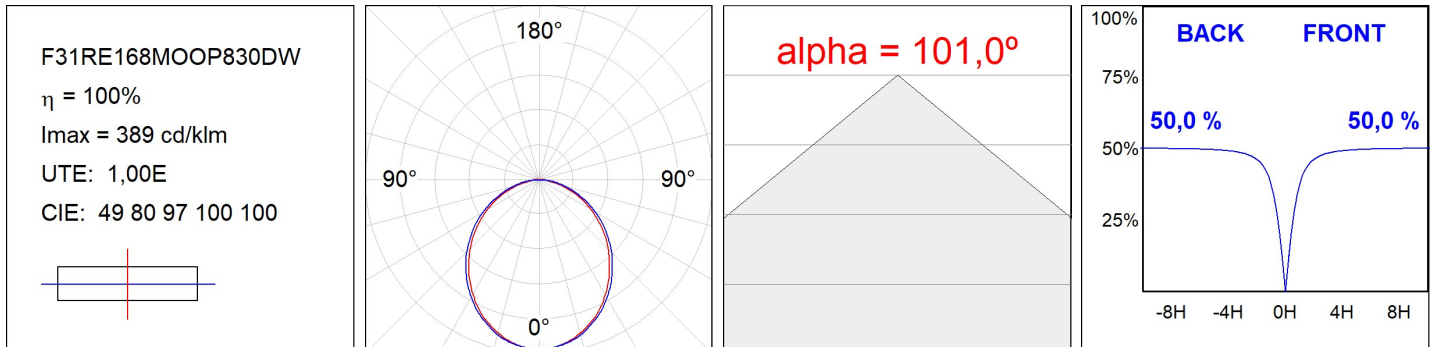 F31RE168MOOP830DW
η = 100%
Imax = 389 cd/klm
UTE: 1,00E
CIE: 49 80 97 100 100
180°
90° 90°
0°
alpha = 101,0º
100%
BACK FRONT
75%
50,0 % 50,0 %
50%
25%
-8H -4H 0H 4H 8H